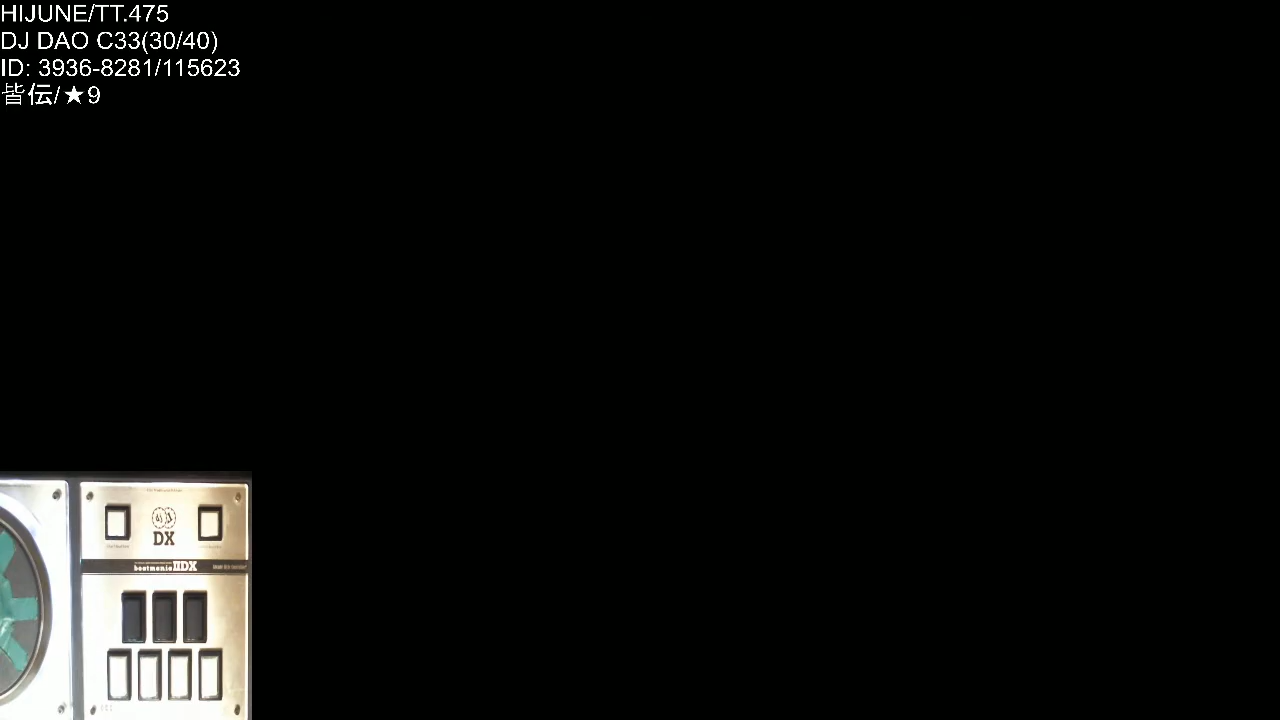 HIJUNE/TT.475
DJ DAO C33(30/40)
ID: 3936-8281/115623
皆伝/★9
DX
beatmania IIDX